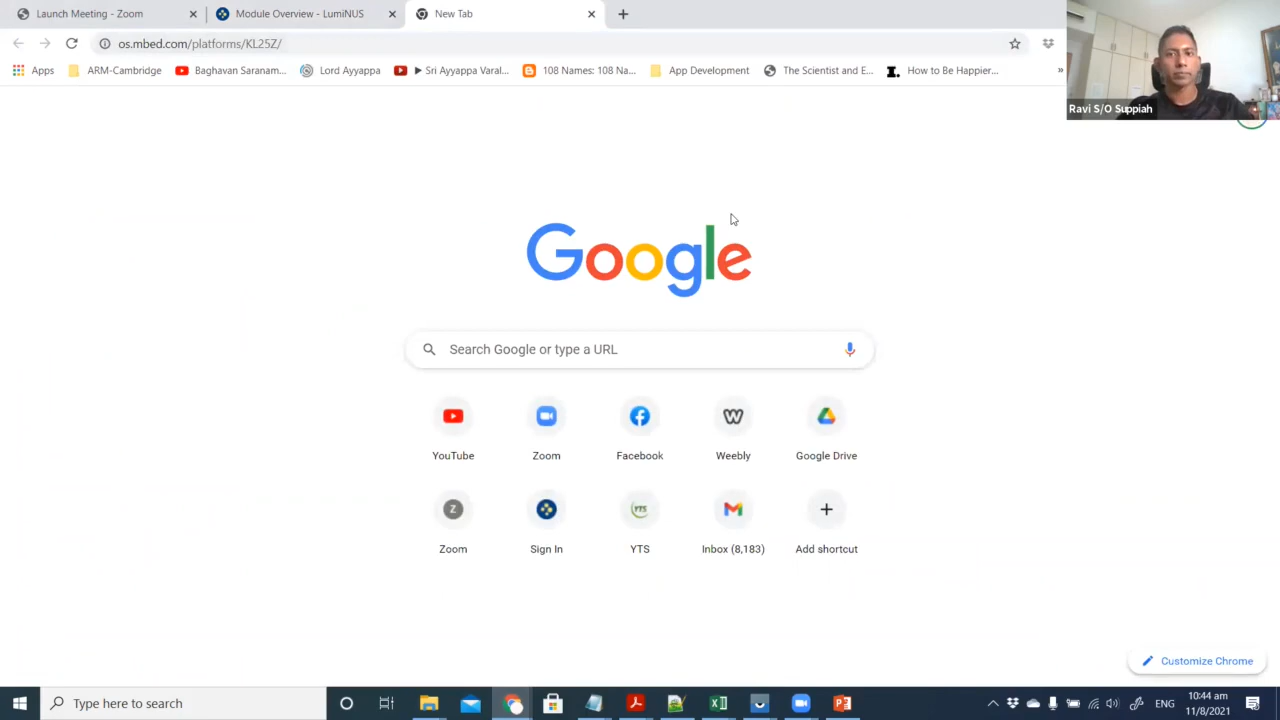 Launch Meeting - Zoom
Module Overview - LumiNUS
New Tab
os.mbed.com/platforms/KL25Z/
Apps
ARM-Cambridge
Baghavan Saranam...
Lord Ayyappa
► Sri Ayyappa Varal...
108 Names: 108 Na...
App Development
The Scientist and E...
How to Be Happier...
»
Ravi S/O Suppiah
Google
Search Google or type a URL
YouTube
Zoom
Facebook
Weebly
Google Drive
Z
YTS
Zoom
Sign In
YTS
Inbox (8,183)
Add shortcut
Customize Chrome
Type here to search
ENG
10:44 am
11/8/2021